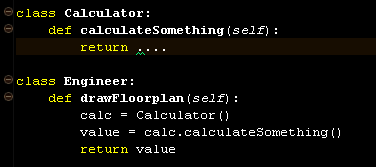 class Calculator:
    def calculateSomething(self):
        return ....
class Engineer:
    def drawFloorplan(self):
        calc = Calculator()
        value = calc.calculateSomething()
        return value